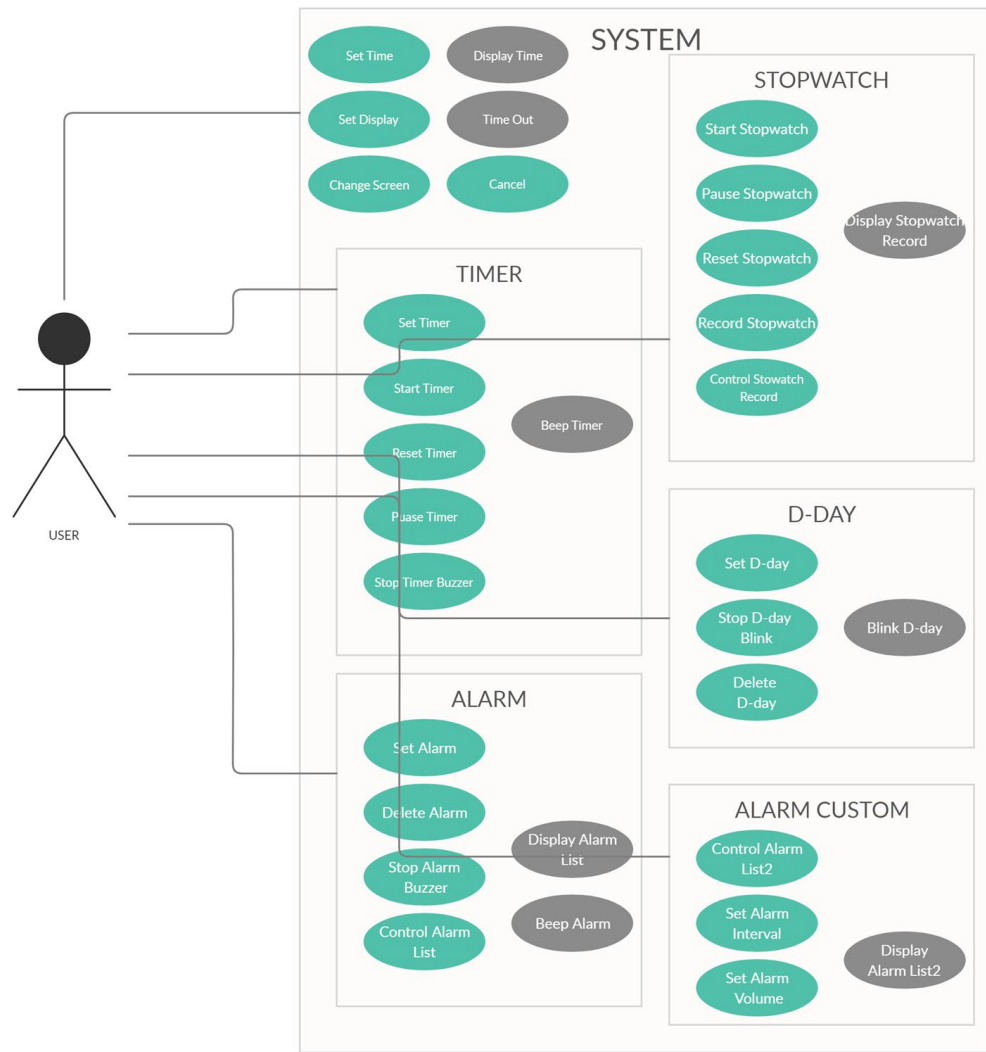 SYSTEM
Set Time
Display Time
Set Display
Time Out
Change Screen
Cancel
STOPWATCH
Start Stopwatch
Pause Stopwatch
Display Stopwatch
Record
Reset Stopwatch
Record Stopwatch
Control Stowatch
Record
TIMER
Set Timer
Start Timer
Beep Timer
Reset Timer
Puase Timer
Stop Timer Buzzer
USER
D-DAY
Set D-day
Stop D-day
Blink
Blink D-day
Delete
D-day
ALARM
Set Alarm
Delete Alarm
Display Alarm
List
Stop Alarm
Buzzer
Beep Alarm
Control Alarm
List
ALARM CUSTOM
Control Alarm
List2
Set Alarm
Interval
Display
Alarm List2
Set Alarm
Volume